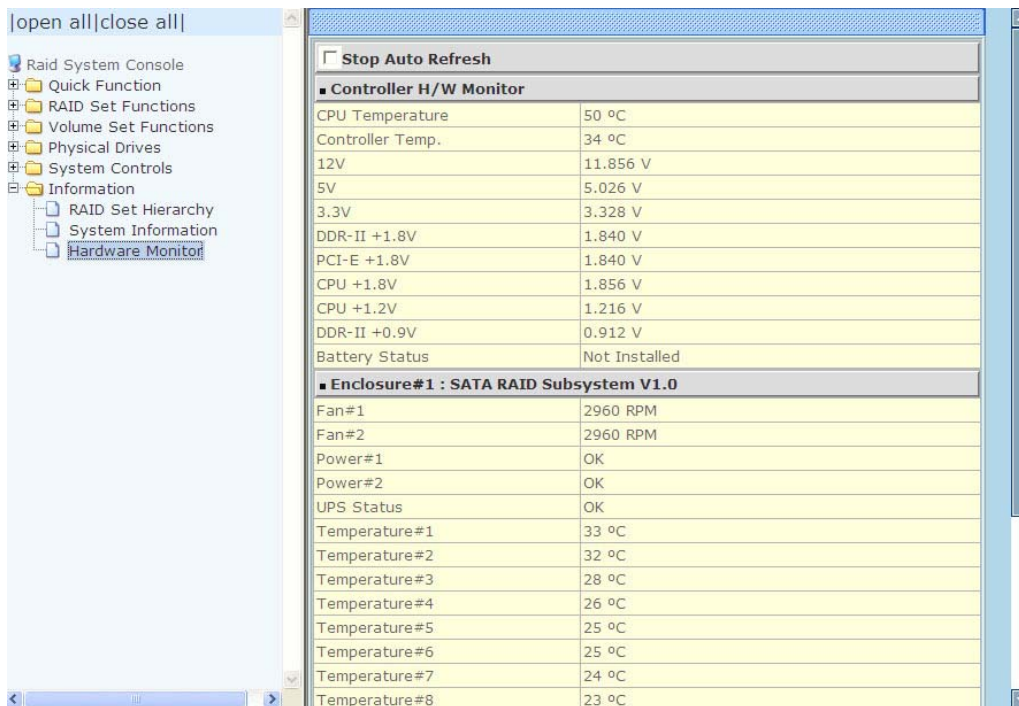 |open all|close all|
Raid System Console
Quick Function
RAID Set Functions
Volume Set Functions
Physical Drives
System Controls
Information
RAID Set Hierarchy
System Information
Hardware Monitor
Stop Auto Refresh
Controller H/W Monitor
CPU Temperature 50 ºC
Controller Temp. 34 ºC
12V 11.856 V
5V 5.026 V
3.3V 3.328 V
DDR-II +1.8V 1.840 V
PCI-E +1.8V 1.840 V
CPU +1.8V 1.856 V
CPU +1.2V 1.216 V
DDR-II +0.9V 0.912 V
Battery Status Not Installed
Enclosure#1 : SATA RAID Subsystem V1.0
Fan#1 2960 RPM
Fan#2 2960 RPM
Power#1 OK
Power#2 OK
UPS Status OK
Temperature#1 33 ºC
Temperature#2 32 ºC
Temperature#3 28 ºC
Temperature#4 26 ºC
Temperature#5 25 ºC
Temperature#6 25 ºC
Temperature#7 24 ºC
Temperature#8 23 ºC